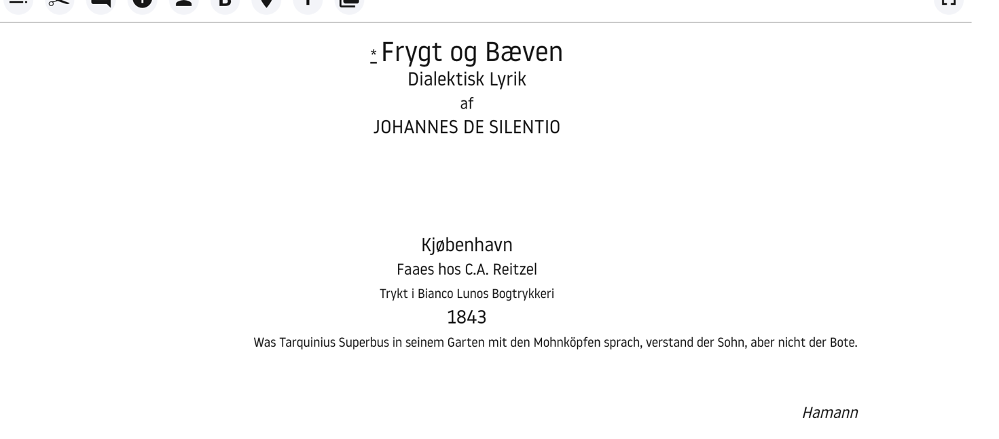 * Frygt og Bæven
Dialektisk Lyrik
af
JOHANNES DE SILENTIO
Kjøbenhavn
Faaes hos C.A. Reitzel
Trykt i Bianco Lunos Bogtrykkeri
1843
Was Tarquinius Superbus in seinem Garten mit den Mohnköpfen sprach, verstand der Sohn, aber nicht der Bote.
Hamann